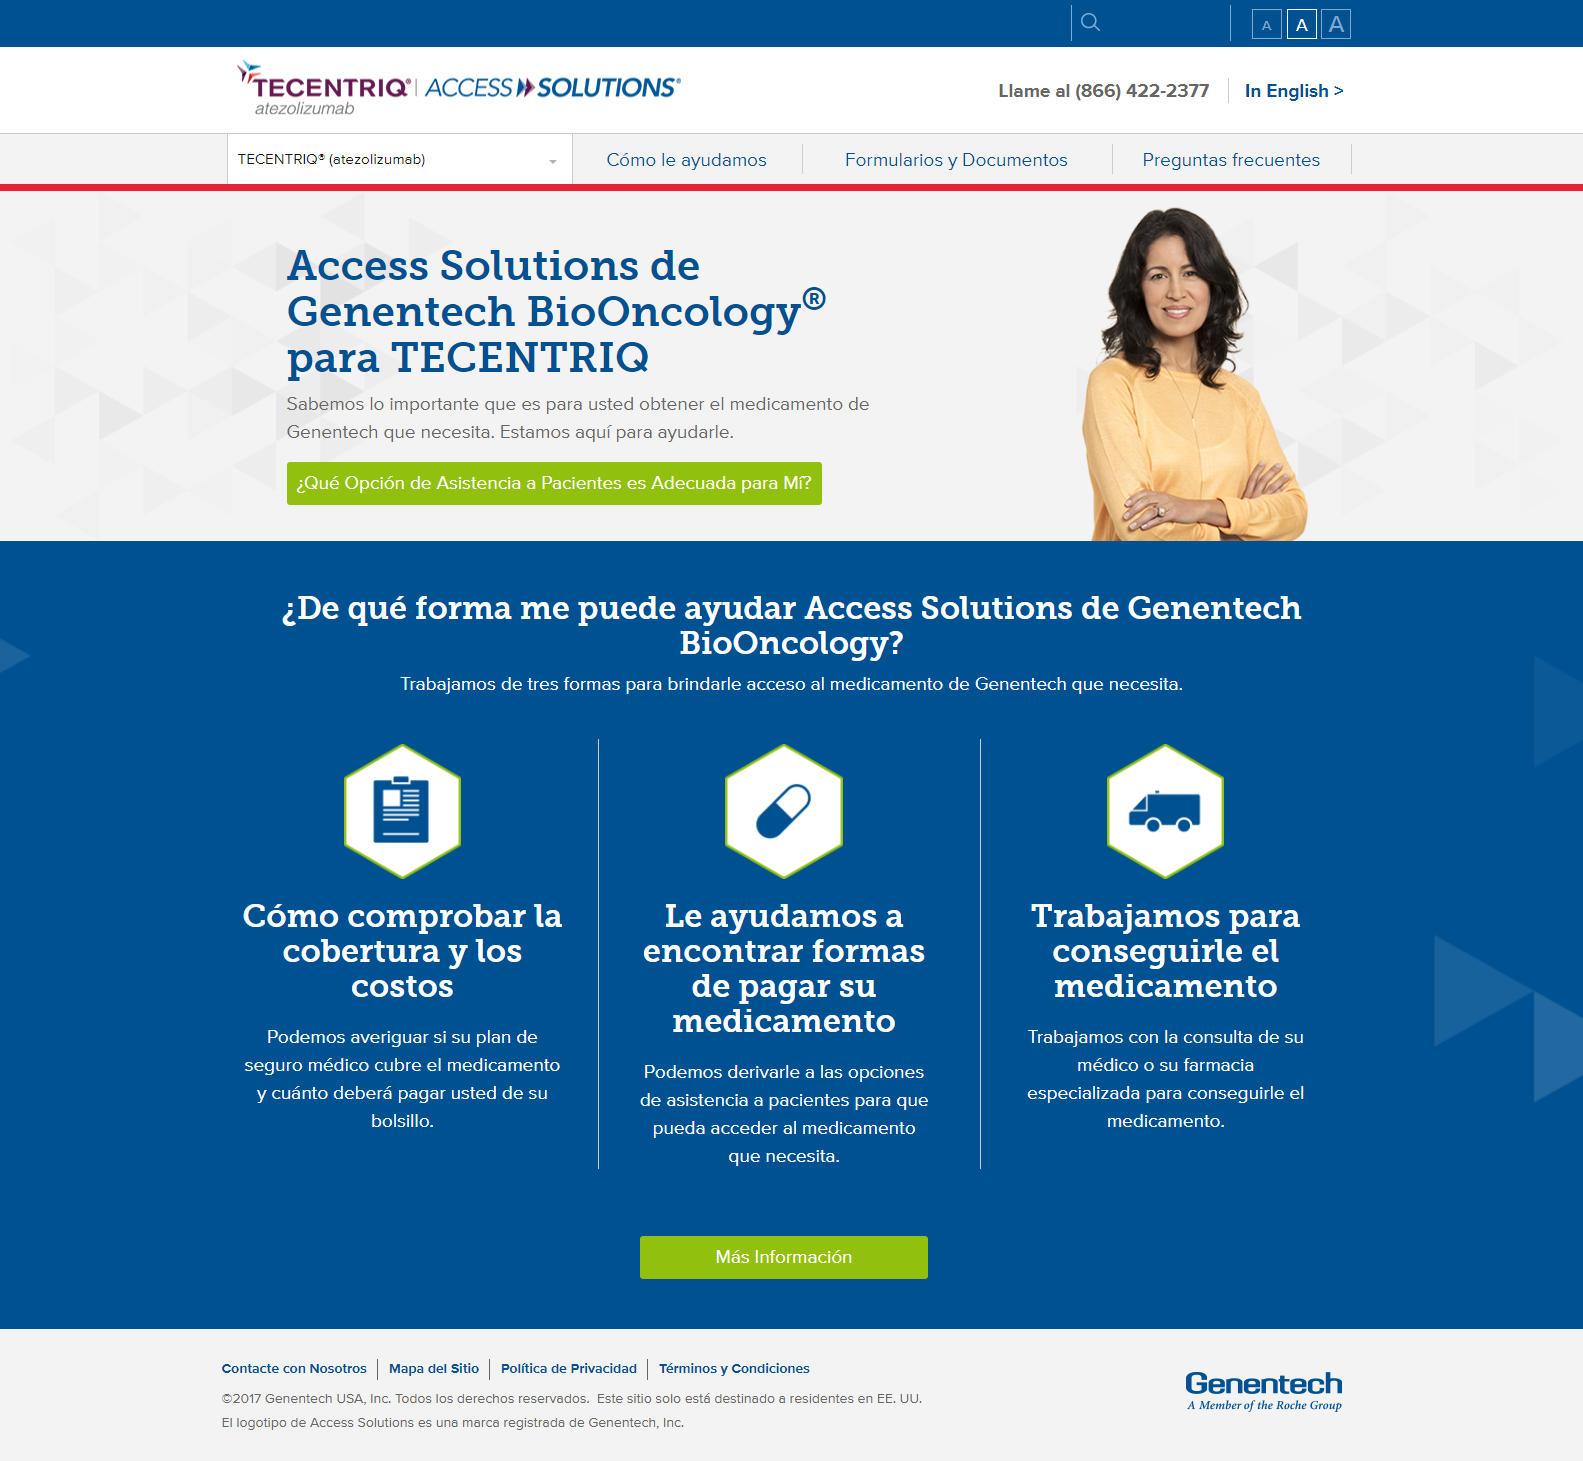 A A A
TECENTRIQ® | ACCESS SOLUTIONS®
atezolizumab
Llame al (866) 422-2377
In English >
TECENTRIQ® (atezolizumab)
Cómo le ayudamos
Formularios y Documentos
Preguntas frecuentes
Access Solutions de
Genentech BioOncology®
para TECENTRIQ
Sabemos lo importante que es para usted obtener el medicamento de
Genentech que necesita. Estamos aquí para ayudarle.
¿Qué Opción de Asistencia a Pacientes es Adecuada para Mí?
¿De qué forma me puede ayudar Access Solutions de Genentech
BioOncology?
Trabajamos de tres formas para brindarle acceso al medicamento de Genentech que necesita.
Cómo comprobar la
cobertura y los
costos
Podemos averiguar si su plan de
seguro médico cubre el medicamento
y cuánto deberá pagar usted de su
bolsillo.
Le ayudamos a
encontrar formas
de pagar su
medicamento
Podemos derivarle a las opciones
de asistencia a pacientes para que
pueda acceder al medicamento
que necesita.
Trabajamos para
conseguirle el
medicamento
Trabajamos con la consulta de su
médico o su farmacia
especializada para conseguirle el
medicamento.
Más Información
Contacte con Nosotros
Mapa del Sitio
Política de Privacidad
Términos y Condiciones
©2017 Genentech USA, Inc. Todos los derechos reservados. Este sitio solo está destinado a residentes en EE. UU.
El logotipo de Access Solutions es una marca registrada de Genentech, Inc.
Genentech
A Member of the Roche Group